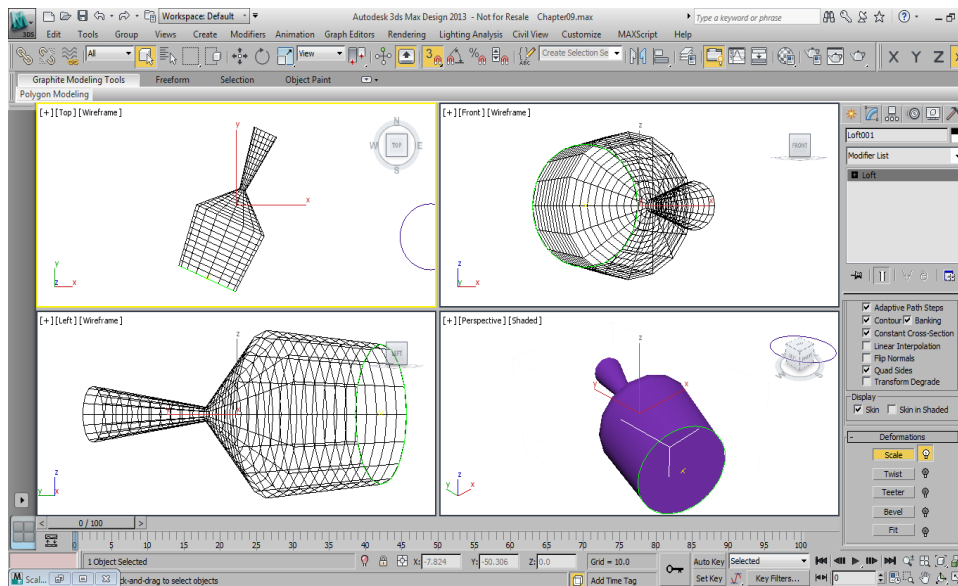 Workspace: Default
Autodesk 3ds Max Design 2013 - Not for Resale Chapter09.max
Type a keyword or phrase
3DS
Edit Tools Group Views Create Modifiers Animation Graph Editors Rendering Lighting Analysis Civil View Customize MAXScript Help
All View 3 ABC Create Selection Se X Y Z
Graphite Modeling Tools Freeform Selection Object Paint
Polygon Modeling
[+][Top][Wireframe]
N
W TOP E
S
y
x
y
z x
[+][Front][Wireframe]
FRONT
z
x
z
x
[+][Left][Wireframe]
LEFT
z
z
y
[+][Perspective][Shaded]
z
x
y
z
y x
Loft001
Modifier List
Loft
Adaptive Path Steps
Contour Banking
Constant Cross-Section
Linear Interpolation
Flip Normals
Quad Sides
Transform Degrade
Display
Skin Skin in Shaded
- Deformations
Scale
Twist
Teeter
Bevel
Fit
< 0 / 100 >
0 5 10 15 20 25 30 35 40 45 50 55 60 65 70 75 80 85 90 95 100
1 Object Selected
X: -7.824 Y: -50.306 Z: 0.0
Grid = 10.0
Auto Key Selected
Scal...
ck-and-drag to select objects
Add Time Tag
Set Key Key Filters...
0